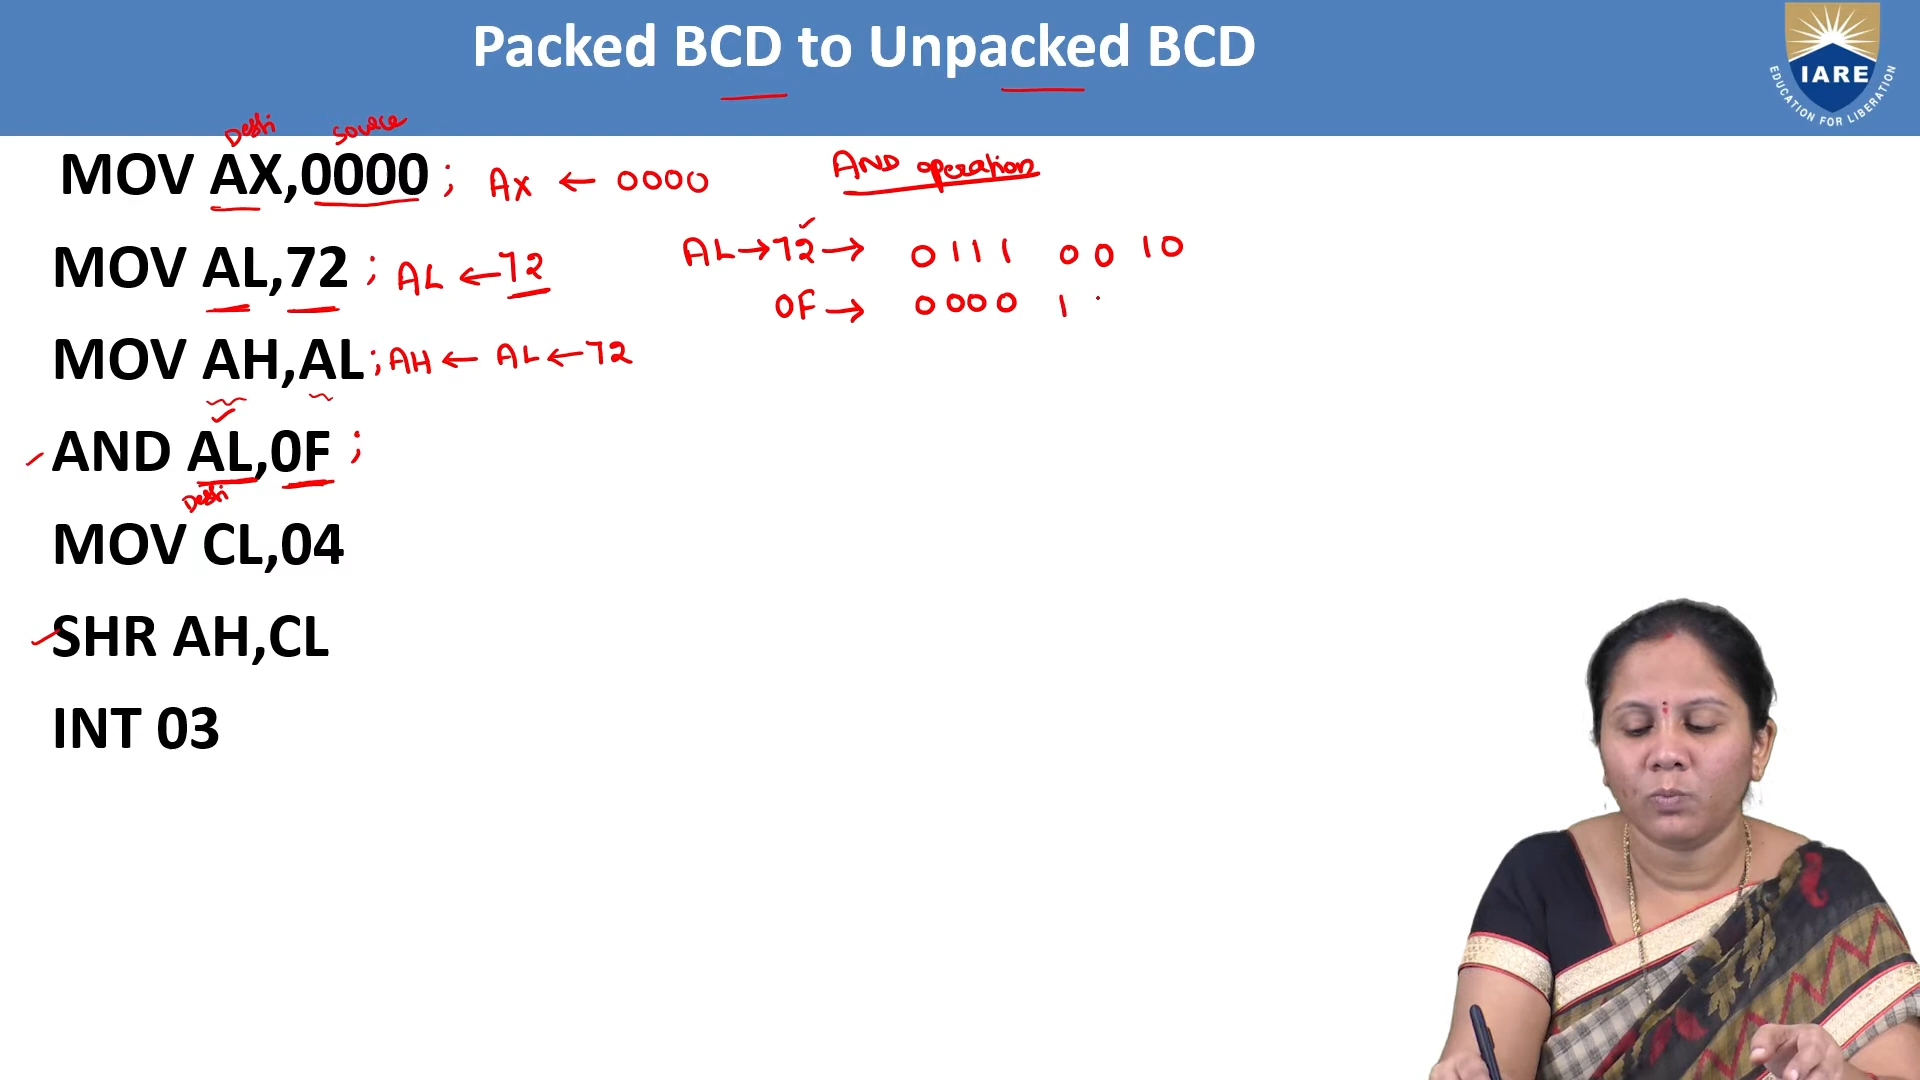 Packed BCD to Unpacked BCD
IARE
EDUCATION FOR LIBERATION
Desti source
MOV AX,0000 ; AX ← 0000
AND operation
MOV AL,72 ; AL ← 72
AL → 72 → 0111 0010
0F → 0000 1
MOV AH,AL ; AH ← AL ← 72
AND AL,0F ;
Desti
MOV CL,04
SHR AH,CL
INT 03